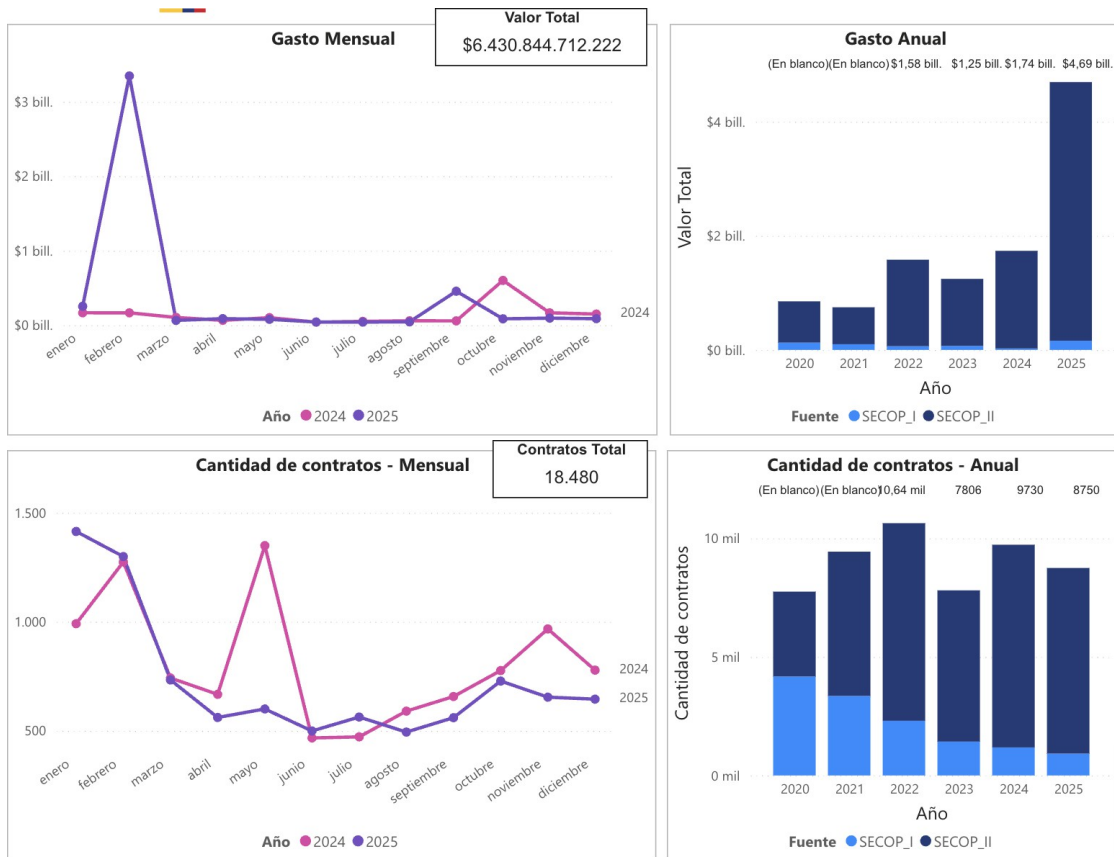 Valor Total
$6.430.844.712.222
Gasto Mensual
$3 bill.
$2 bill.
$1 bill.
$0 bill.
2024
enero
febrero
marzo
abril
mayo
junio
julio
agosto
septiembre
octubre
noviembre
diciembre
Año 2024 2025
Gasto Anual
(En blanco) (En blanco) $1,58 bill. $1,25 bill. $1,74 bill. $4,69 bill.
Valor Total
$4 bill.
$2 bill.
$0 bill.
2020 2021 2022 2023 2024 2025
Año
Fuente SECOP_I SECOP_II
Contratos Total
18.480
Cantidad de contratos - Mensual
1.500
1.000
500
2024
2025
enero
febrero
marzo
abril
mayo
junio
julio
agosto
septiembre
octubre
noviembre
diciembre
Año 2024 2025
Cantidad de contratos - Anual
(En blanco) (En blanco) 10,64 mil 7806 9730 8750
Cantidad de contratos
10 mil
5 mil
0 mil
2020 2021 2022 2023 2024 2025
Año
Fuente SECOP_I SECOP_II